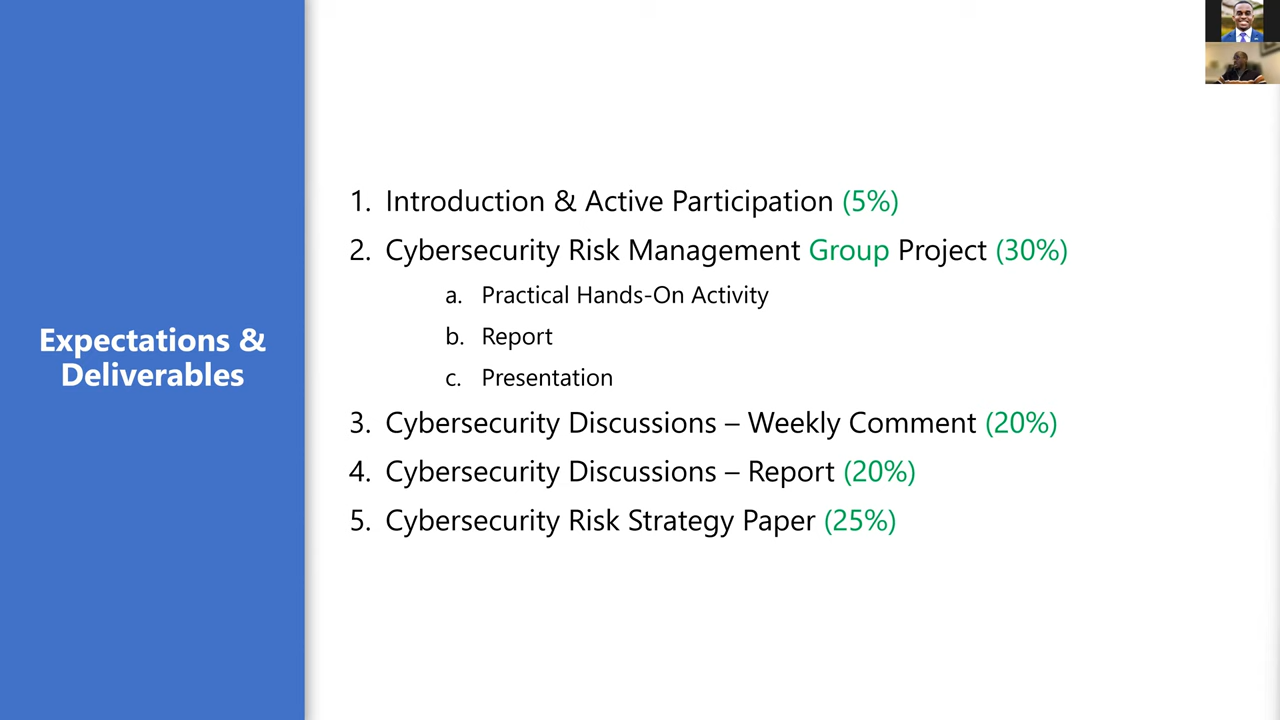 Expectations &
Deliverables
1. Introduction & Active Participation (5%)
2. Cybersecurity Risk Management Group Project (30%)
a. Practical Hands-On Activity
b. Report
c. Presentation
3. Cybersecurity Discussions – Weekly Comment (20%)
4. Cybersecurity Discussions – Report (20%)
5. Cybersecurity Risk Strategy Paper (25%)